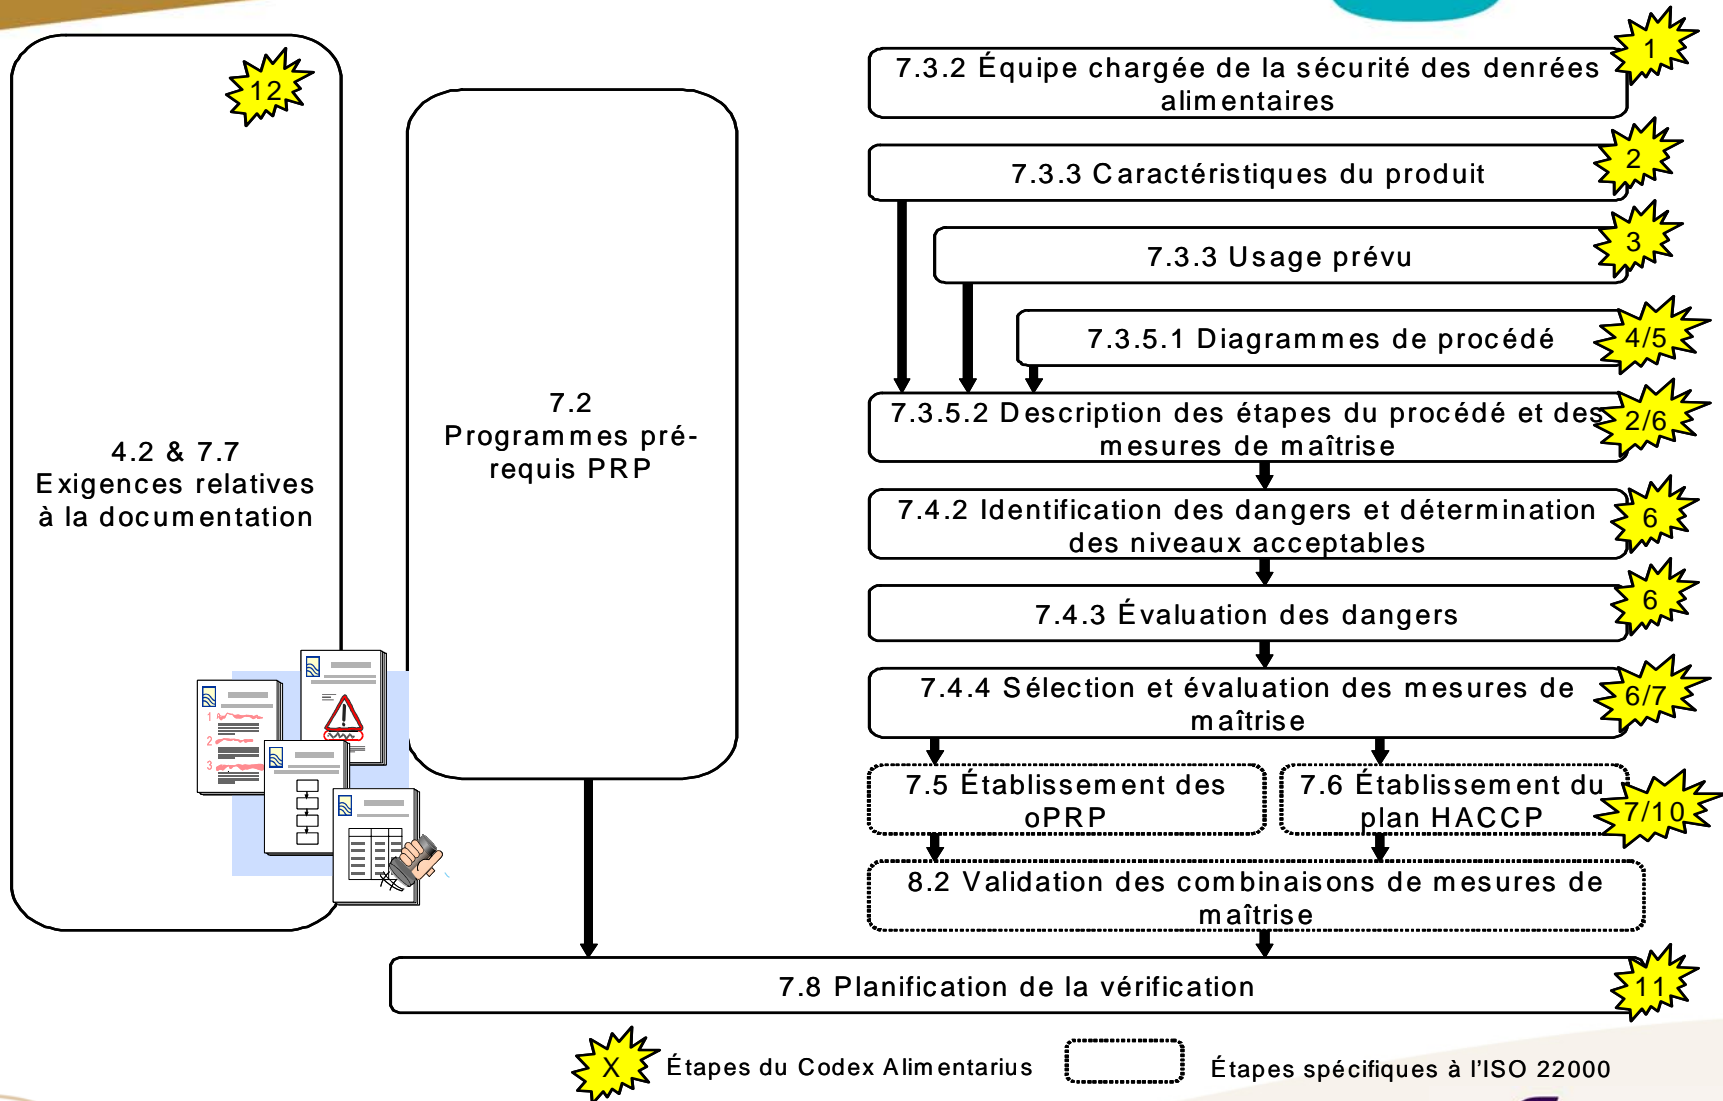 12
4.2 & 7.7
Exigences relatives
à la documentation
1
2
3
7.2
Programmes pré-
requis PRP
7.3.2 Équipe chargée de la sécurité des denrées
alimentaires
1
7.3.3 Caractéristiques du produit
2
7.3.3 Usage prévu
3
7.3.5.1 Diagrammes de procédé
4/5
7.3.5.2 Description des étapes du procédé et des
mesures de maîtrise
2/6
7.4.2 Identification des dangers et détermination
des niveaux acceptables
6
7.4.3 Évaluation des dangers
6
7.4.4 Sélection et évaluation des mesures de
maîtrise
6/7
7.5 Établissement des
oPRP
7.6 Établissement du
plan HACCP
7/10
8.2 Validation des combinaisons de mesures de
maîtrise
7.8 Planification de la vérification
11
X
Étapes du Codex Alimentarius
Étapes spécifiques à l'ISO 22000